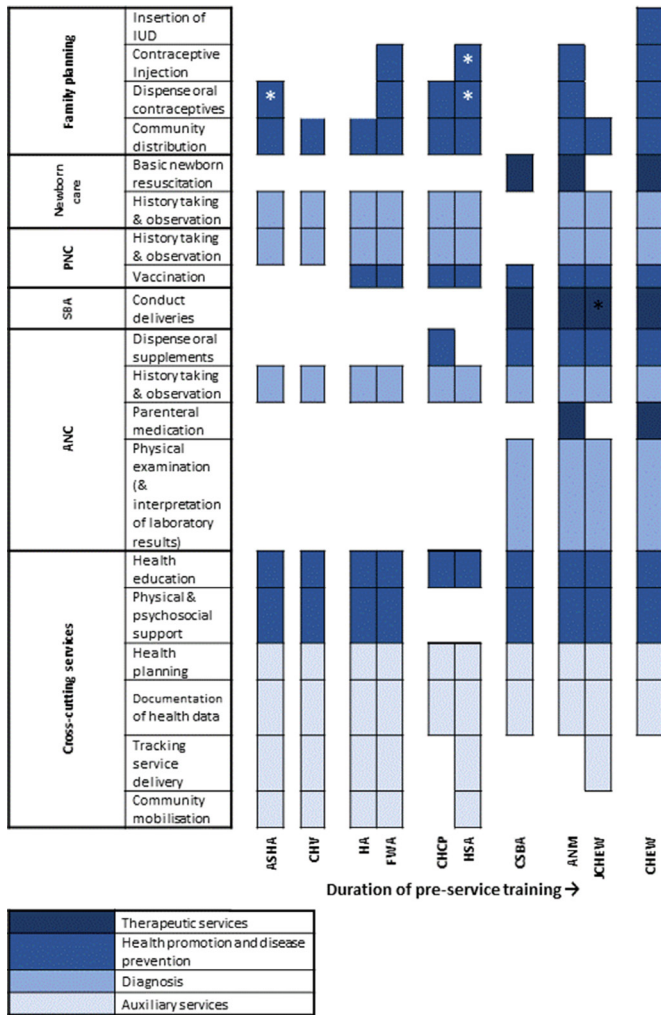 Family planning
Insertion of
IUD
Contraceptive
Injection
*
Dispense oral
contraceptives
*
*
Community
distribution
Newborn
care
Basic newborn
resuscitation
History taking
& observation
PNC
History taking
& observation
Vaccination
SBA
Conduct
deliveries
*
ANC
Dispense oral
supplements
History taking
& observation
Parenteral
medication
Physical
examination
(&
interpretation
of laboratory
results)
Cross-cutting services
Health
education
Physical &
psychosocial
support
Health
planning
Documentation
of health data
Tracking
service
delivery
Community
mobilisation
ASHA
CHV
HA
FWA
CHCP
HSA
CSBA
ANM
JCHEW
CHEW
Duration of pre-service training →
Therapeutic services
Health promotion and disease
prevention
Diagnosis
Auxiliary services